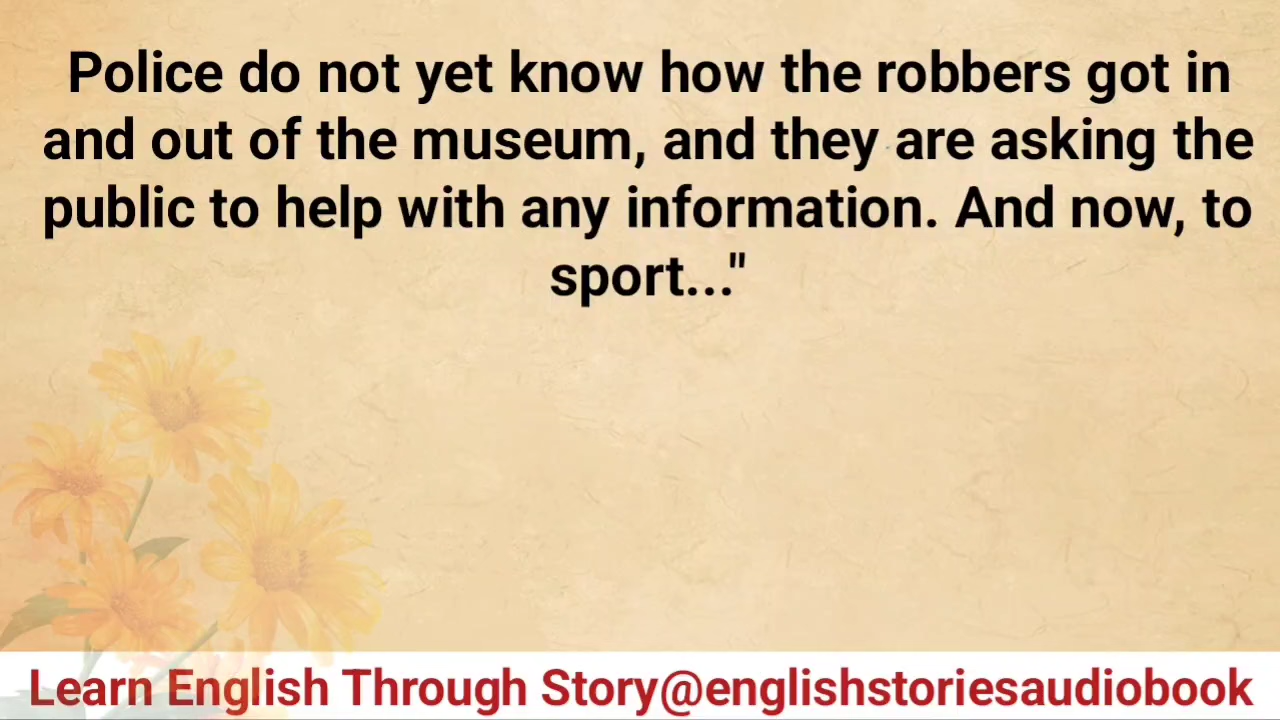 Police do not yet know how the robbers got in
and out of the museum, and they are asking the
public to help with any information. And now, to
sport..."
Learn English Through Story@englishstoriesaudiobook